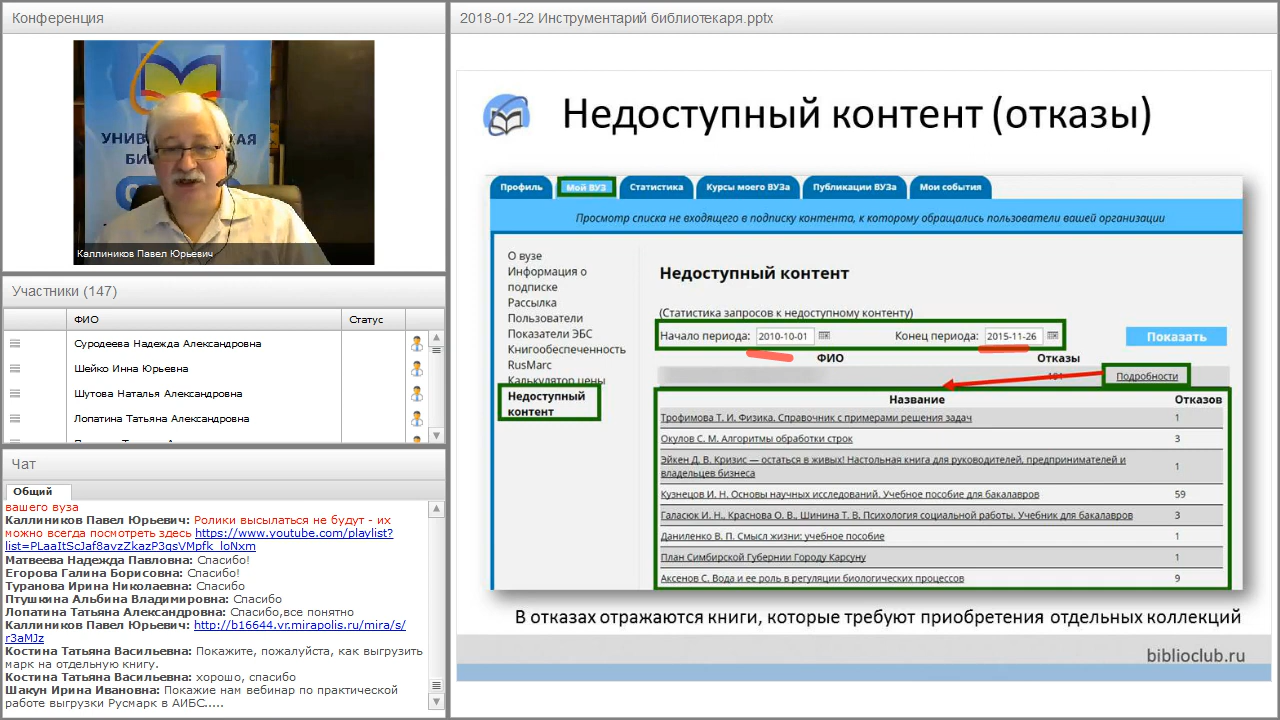 Конференция
УНИВ
КАЯ
БИ
Каллиников Павел Юрьевич
Участники (147)
ФИО
Статус
Суродина Надежда Александровна
Шейко Инна Юрьевна
Шутова Наталья Александровна
Лопатина Татьяна Александровна
Чат
Общий
вашего вуза
Каллиников Павел Юрьевич: Ролики высылаться не будут - их
можно всегда посмотреть здесь https://www.youtube.com/playlist?
list=PLaaItScJaf8avzZkazP3qsVMpfk_loNxm
Матвеева Надежда Павловна: Спасибо!
Егорова Галина Борисовна: Спасибо!
Туранова Ирина Николаевна: Спасибо
Птушкина Альбина Владимировна: Спасибо
Лопатина Татьяна Александровна: Спасибо,все понятно
Каллиников Павел Юрьевич: http://b16644.vr.mirapolis.ru/mira/s/
r3aMJz
Костина Татьяна Васильевна: Покажите, пожалуйста, как выгрузить
марк на отдельную книгу.
Костина Татьяна Васильевна: хорошо, спасибо
Шакун Ирина Ивановна: Покажие нам вебинар по практической
работе выгрузки Русмарк в АИБС.....
2018-01-22 Инструментарий библиотекаря.pptx
Недоступный контент (отказы)
Профиль
Мой ВУЗ
Статистика
Курсы моего ВУЗа
Публикации ВУЗа
Мои события
Просмотр списка не входящего в подписку контента, к которому обращались пользователи вашей организации
О вузе
Информация о
подписке
Рассылка
Пользователи
Показатели ЭБС
Книгообеспеченность
RusMarc
Калькулятор цены
Недоступный
контент
Недоступный контент
(Статистика запросов к недоступному контенту)
Начало периода: 2010-10-01 Конец периода: 2015-11-26 Показать
ФИО Отказы
Подробности
Название Отказов
Трофимова Т. И. Физика. Справочник с примерами решения задач 1
Окулов С. М. Алгоритмы обработки строк 3
Эйкен Д. В. Кризис — остаться в живых! Настольная книга для руководителей, предпринимателей и
владельцев бизнеса 1
Кузнецов И. Н. Основы научных исследований. Учебное пособие для бакалавров 59
Галасюк И. Н., Краснова О. В., Шинина Т. В. Психология социальной работы. Учебник для бакалавров 3
Даниленко В. П. Смысл жизни: учебное пособие 1
План Симбирской Губернии Городу Карсуну 1
Аксенов С. Вода и ее роль в регуляции биологических процессов 9
В отказах отражаются книги, которые требуют приобретения отдельных коллекций
biblioclub.ru